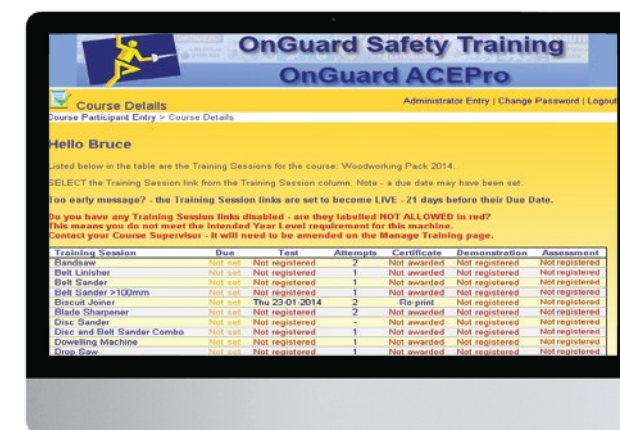 OnGuard Safety Training
OnGuard ACEPro
Course Details
Administrator Entry | Change Password | Logout
Course Participant Entry > Course Details
Hello Bruce
Listed below in the table are the Training Sessions for the course: Woodworking Pack 2014.
SELECT the Training Session link from the Training Session column. Note - a due date may have been set.
Too early message? - the Training Session links are set to become LIVE - 21 days before their Due Date.
Do you have any Training Session links disabled - are they labelled NOT ALLOWED in red?
This means you do not meet the intended Year Level requirement for this machine.
Contact your Course Supervisor - it will need to be amended on the Manage Training page.
Training Session Due Test Attempts Certificate Demonstration Assessment
Bandsaw Not set Not registered 2 Not awarded Not registered Not registered
Belt Linisher Not set Not registered 1 Not awarded Not registered Not registered
Belt Sander Not set Not registered 1 Not awarded Not registered Not registered
Belt Sander >100mm Not set Not registered 1 Not awarded Not registered Not registered
Biscuit Joiner Not set Thu 23-01-2014 2 Re-print Not registered Not registered
Blade Sharpener Not set Not registered 2 Not awarded Not registered Not registered
Disc Sander Not set Not registered - Not awarded Not registered Not registered
Disc and Belt Sander Combo Not set Not registered 1 Not awarded Not registered Not registered
Dowelling Machine Not set Not registered 1 Not awarded Not registered Not registered
Drop Saw Not set Not registered 1 Not awarded Not registered Not registered